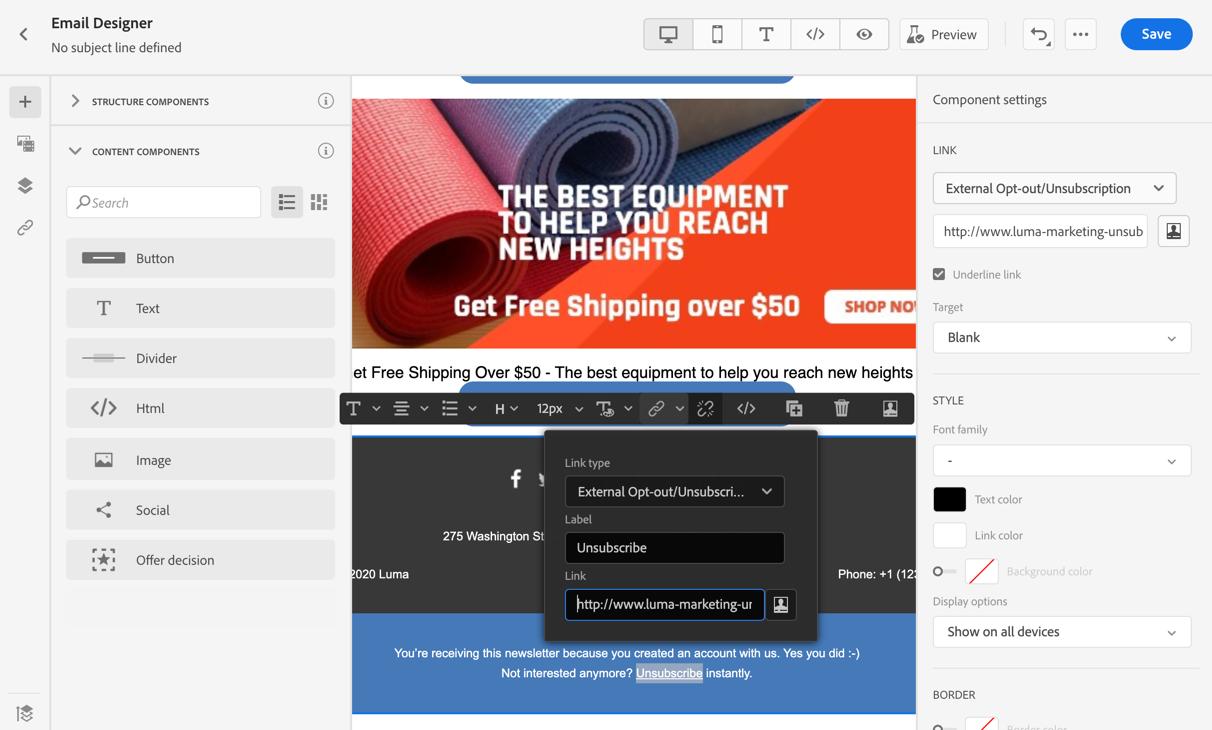 Email Designer
No subject line defined
Preview
Save
STRUCTURE COMPONENTS
CONTENT COMPONENTS
Search
Button
Text
Divider
Html
Image
Social
Offer decision
THE BEST EQUIPMENT
TO HELP YOU REACH
NEW HEIGHTS
Get Free Shipping over $50
SHOP NO
et Free Shipping Over $50 - The best equipment to help you reach new heights
H
12px
275 Washington St
2020 Luma
Phone: +1 (123
Link type
External Opt-out/Unsubscri...
Label
Unsubscribe
Link
http://www.luma-marketing-ur
You're receiving this newsletter because you created an account with us. Yes you did :-)
Not interested anymore? Unsubscribe instantly.
Component settings
LINK
External Opt-out/Unsubscription
http://www.luma-marketing-unsub
Underline link
Target
Blank
STYLE
Font family
-
Text color
Link color
Background color
Display options
Show on all devices
BORDER
Border color